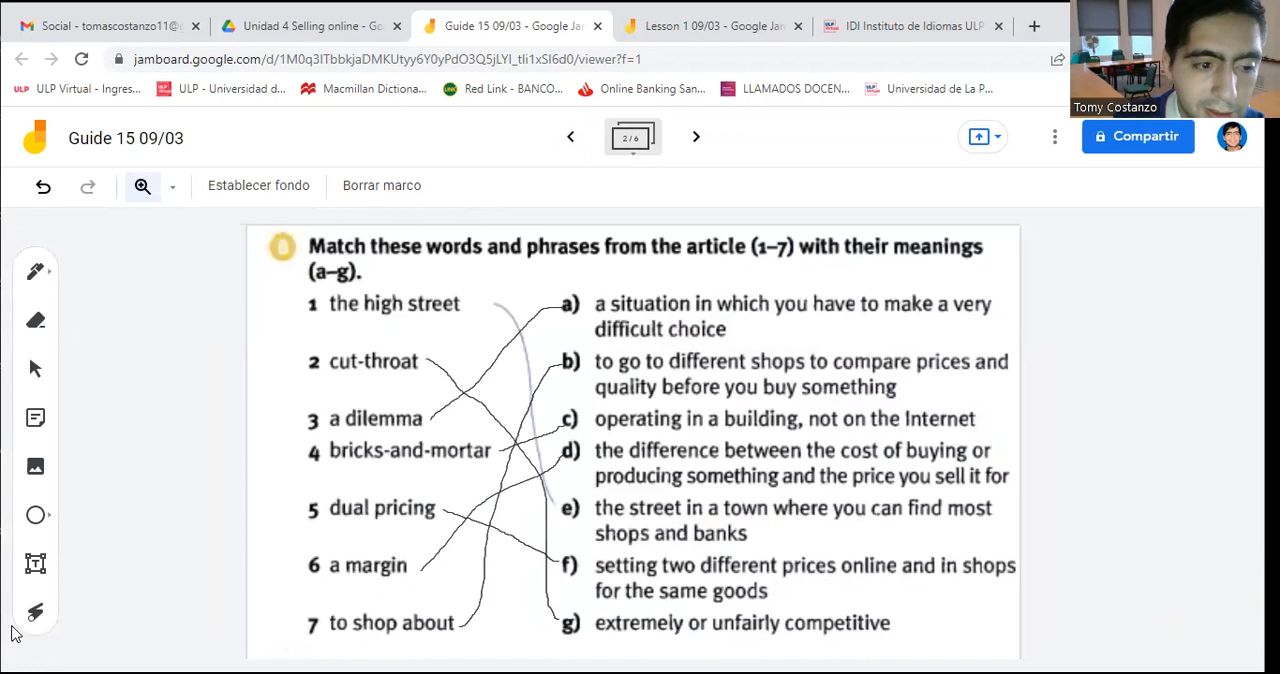 Social - tomascostanzo11@g
Unidad 4 Selling online - Go
Guide 15 09/03 - Google Jan
Lesson 1 09/03 - Google Jam
IDI Instituto de Idiomas ULP
ULP Virtual - Ingres...
ULP - Universidad d...
Macmillan Dictiona...
Red Link - BANCO...
Online Banking San...
LLAMADOS DOCEN...
Universidad de La P...
Tomy Costanzo
Guide 15 09/03
2/6
Compartir
Establecer fondo
Borrar marco
B Match these words and phrases from the article (1–7) with their meanings
(a–g).
1 the high street
2 cut-throat
3 a dilemma
4 bricks-and-mortar
5 dual pricing
6 a margin
7 to shop about
a) a situation in which you have to make a very
difficult choice
b) to go to different shops to compare prices and
quality before you buy something
c) operating in a building, not on the Internet
d) the difference between the cost of buying or
producing something and the price you sell it for
e) the street in a town where you can find most
shops and banks
f) setting two different prices online and in shops
for the same goods
g) extremely or unfairly competitive